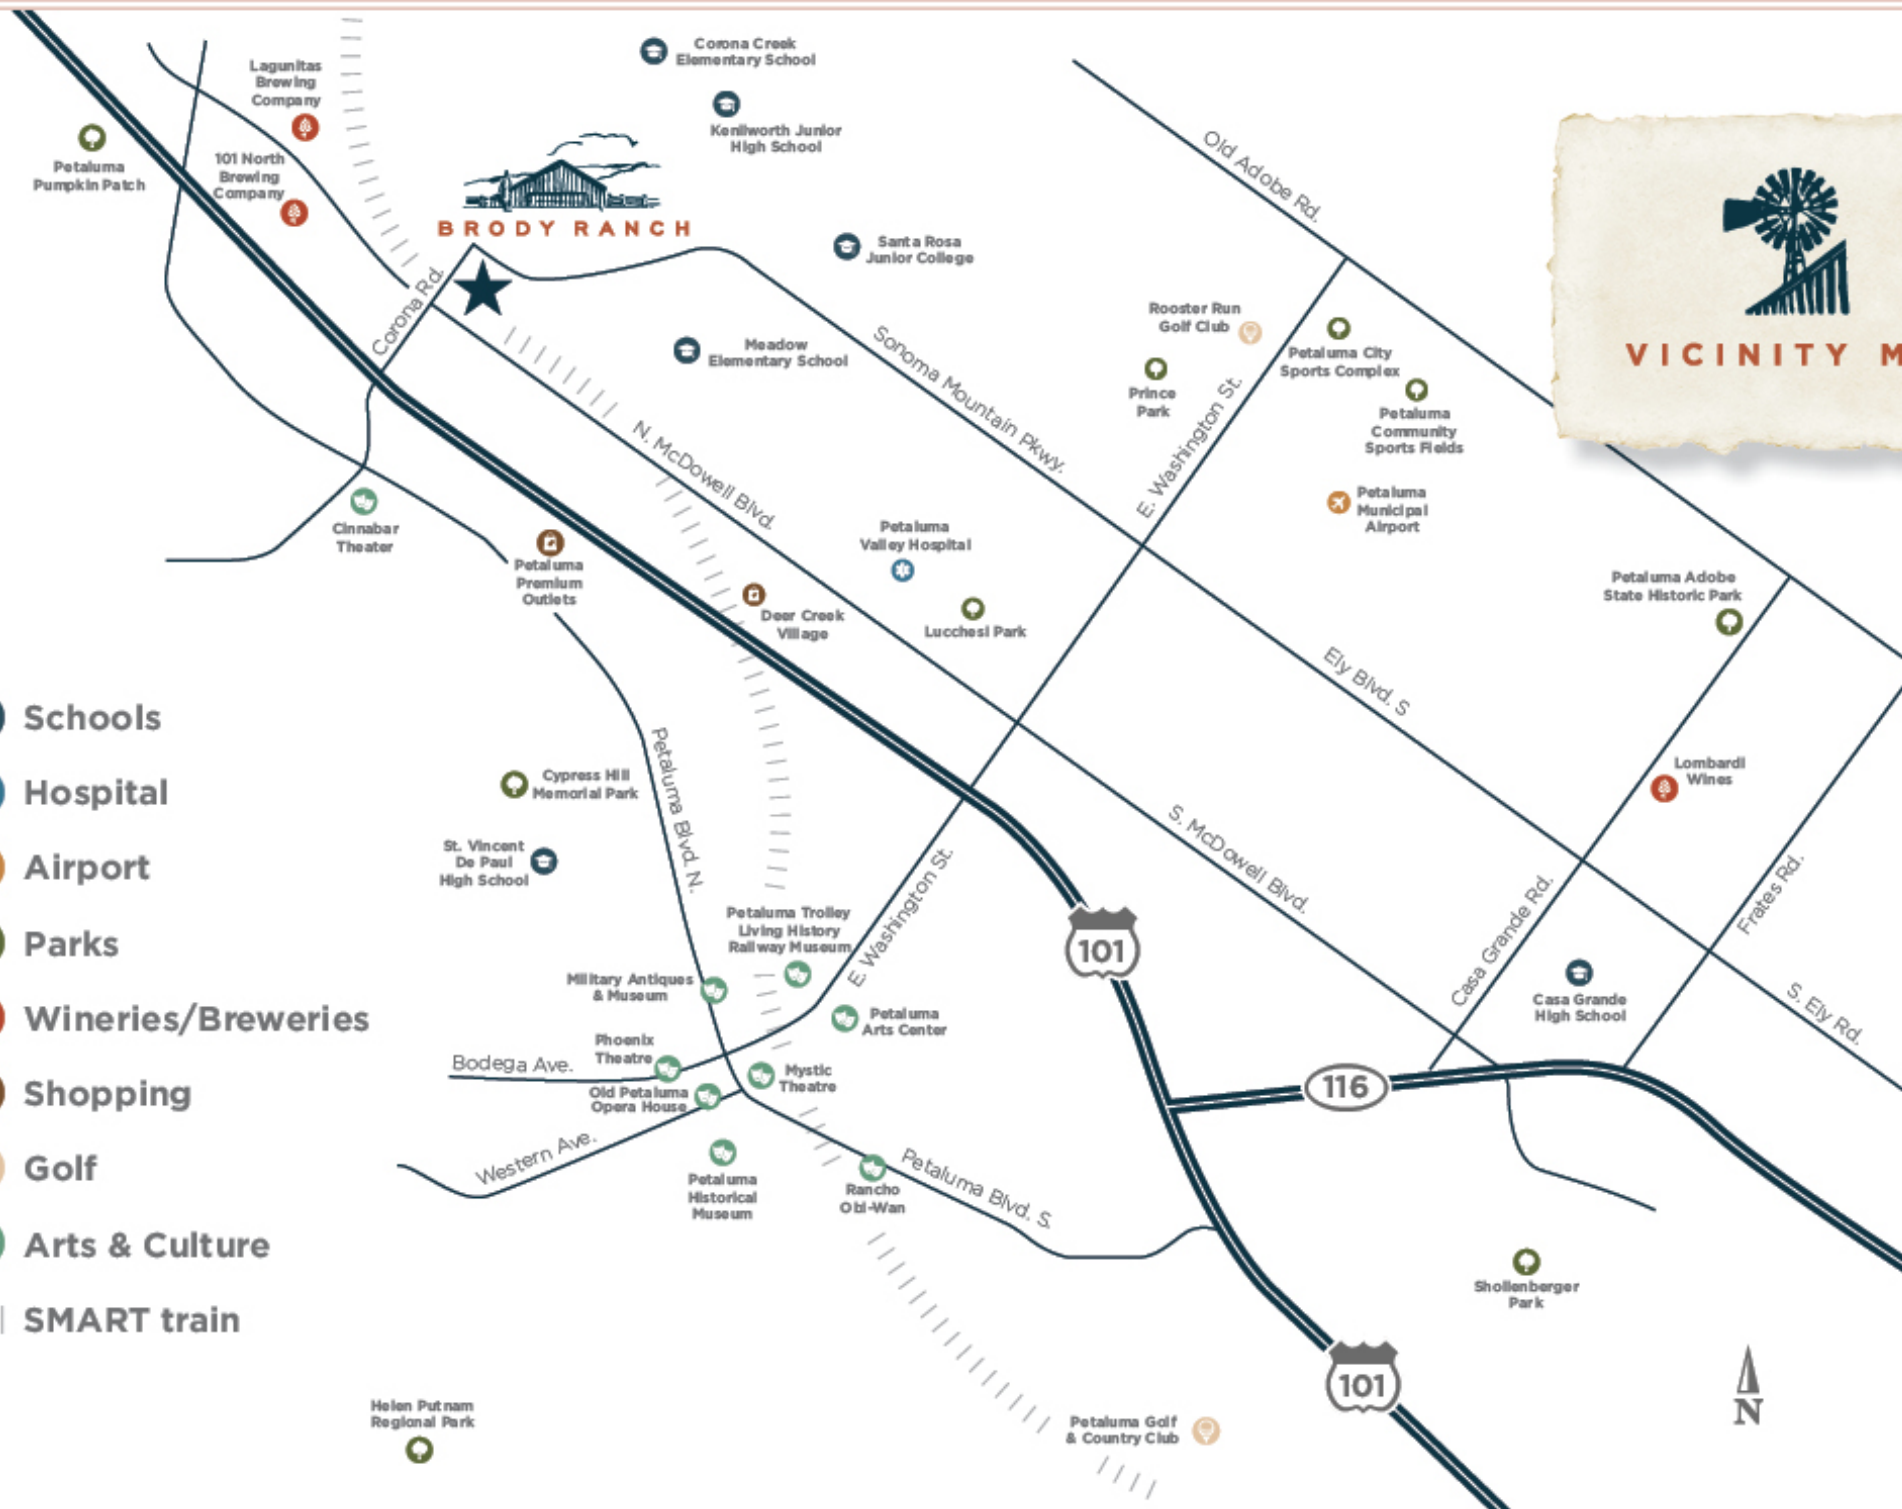 Corona Creek
Elementary School
Lagunitas
Brewing
Company
Kenilworth Junior
High School
101 North
Brewing
Company
Petaluma
Pumpkin Patch
Old Adobe Rd.
BRODY RANCH
Santa Rosa
Junior College
Corona Rd.
Rooster Run
Golf Club
Meadow
Elementary School
Sonoma Mountain Pkwy.
Petaluma City
Sports Complex
VICINITY M
Prince
Park
E. Washington St.
Petaluma
Community
Sports Fields
N. McDowell Blvd.
Petaluma
Municipal
Airport
Cinnabar
Theater
Petaluma
Valley Hospital
Petaluma
Premium
Outlets
Deer Creek
Village
Lucchesi Park
Petaluma Adobe
State Historic Park
Ely Blvd. S
Schools
Hospital
Airport
Parks
Wineries/Breweries
Shopping
Golf
Arts & Culture
SMART train
Petaluma Blvd. N.
Cypress Hill
Memorial Park
Lombardi
Wines
St. Vincent
De Paul
High School
S. McDowell Blvd.
E. Washington St.
Casa Grande Rd.
Frates Rd.
Petaluma Trolley
Living History
Railway Museum
101
Military Antiques
& Museum
Casa Grande
High School
S. Ely Rd.
Petaluma
Arts Center
Phoenix
Theatre
Bodega Ave.
Mystic
Theatre
116
Old Petaluma
Opera House
Western Ave.
Petaluma
Historical
Museum
Rancho
Obi-Wan
Petaluma Blvd. S.
Shollenberger
Park
101
N
Helen Putnam
Regional Park
Petaluma Golf
& Country Club